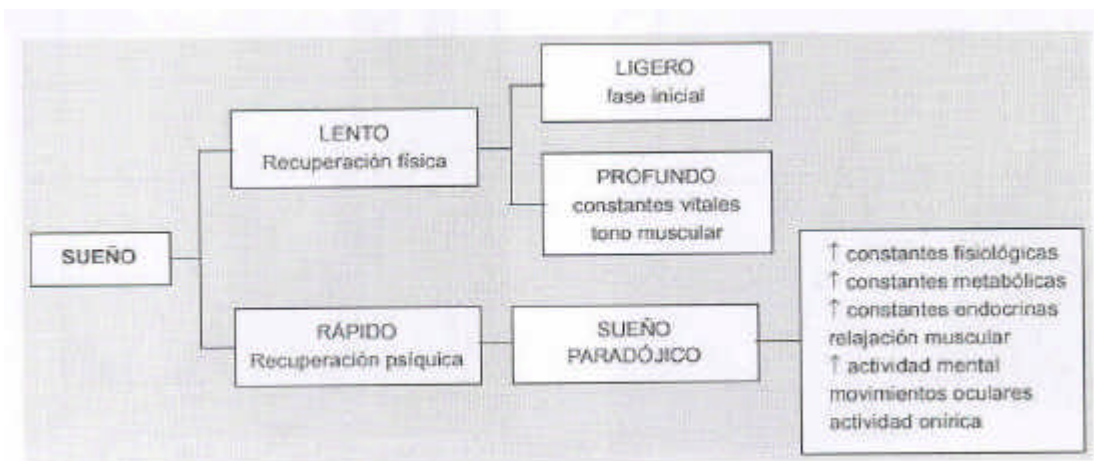 SUEÑO
LENTO
Recuperación física
LIGERO
fase inicial
PROFUNDO
constantes vitales
tono muscular
RÁPIDO
Recuperación psíquica
SUEÑO
PARADÓJICO
↑ constantes fisiológicas
↑ constantes metabólicas
↑ constantes endocrinas
relajación muscular
↑ actividad mental
movimientos oculares
actividad onírica